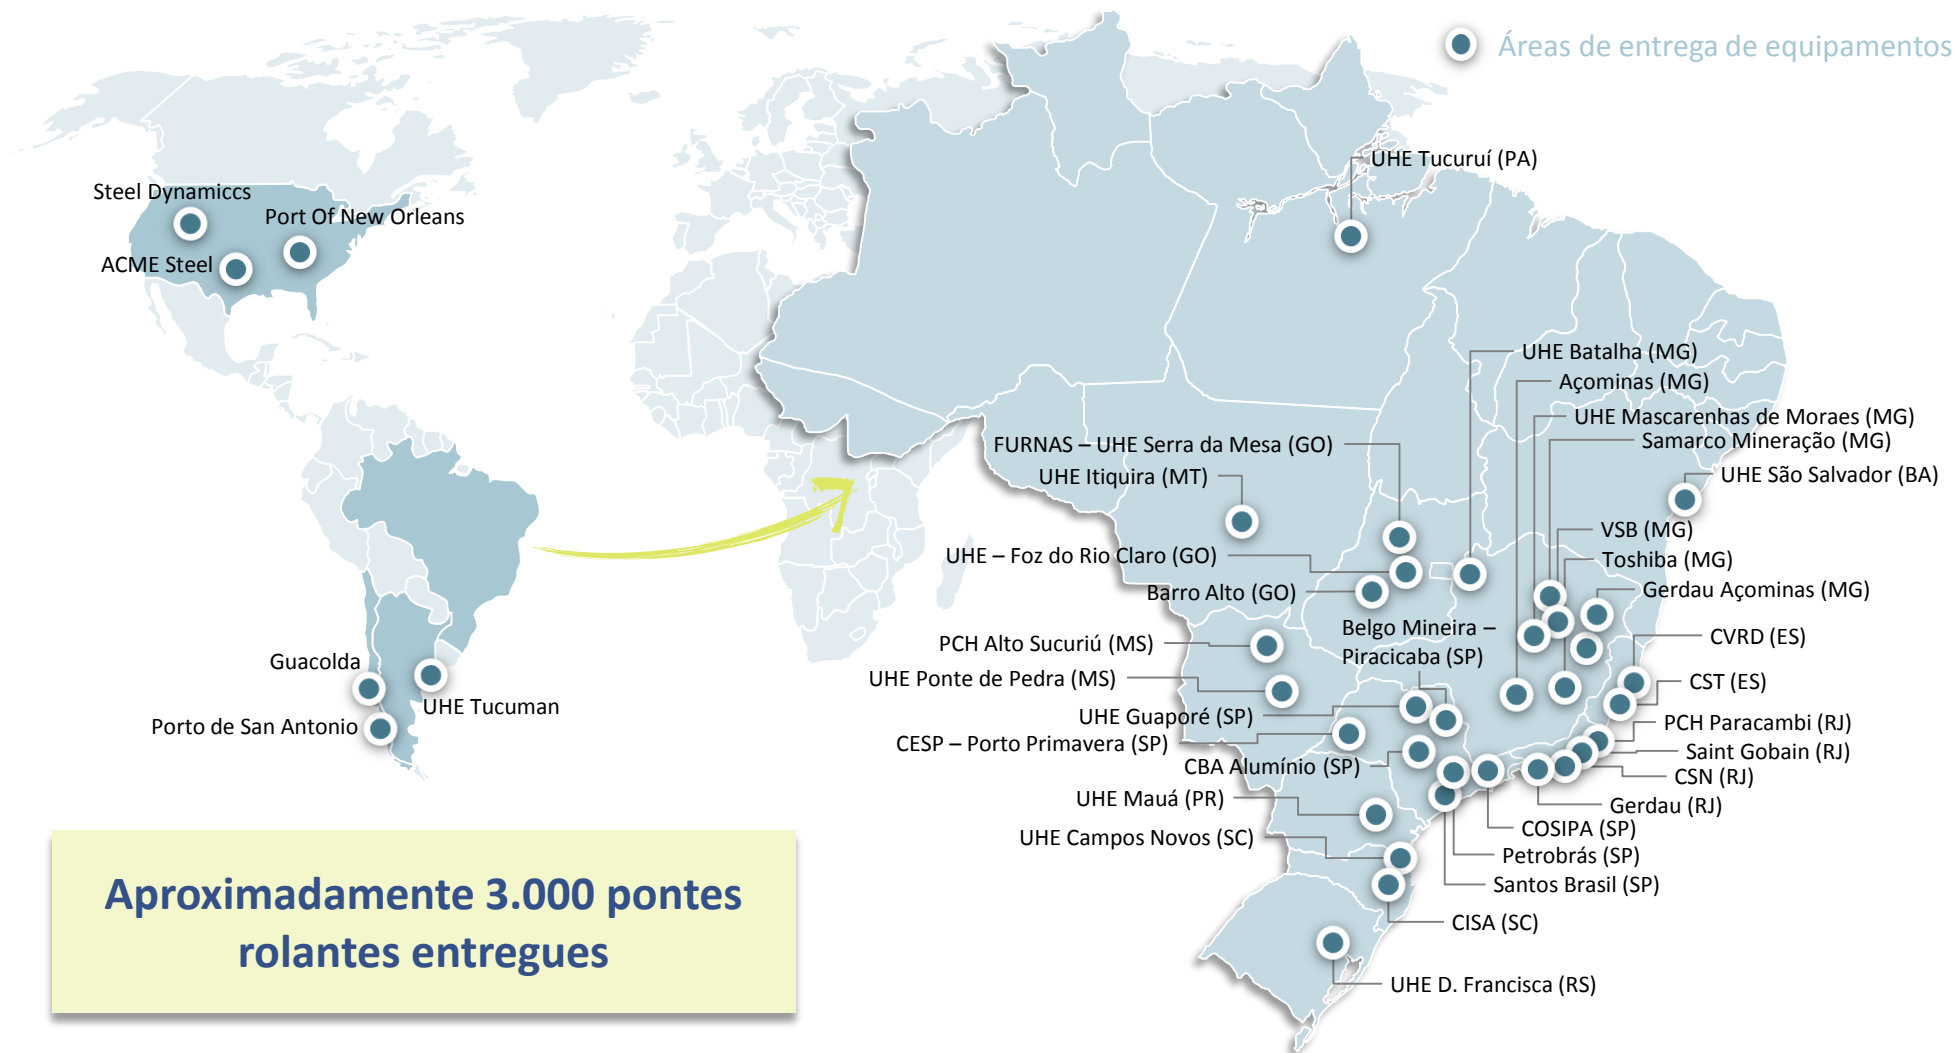 Áreas de entrega de equipamentos
UHE Tucuruí (PA)
Steel Dynamiccs
Port Of New Orleans
ACME Steel
UHE Batalha (MG)
Açominas (MG)
UHE Mascarenhas de Moraes (MG)
FURNAS – UHE Serra da Mesa (GO)
Samarco Mineração (MG)
UHE Itiquira (MT)
UHE São Salvador (BA)
VSB (MG)
UHE – Foz do Rio Claro (GO)
Toshiba (MG)
Barro Alto (GO)
Gerdau Açominas (MG)
Belgo Mineira –
Piracicaba (SP)
PCH Alto Sucuriú (MS)
CVRD (ES)
Guacolda
UHE Ponte de Pedra (MS)
CST (ES)
UHE Tucuman
UHE Guaporé (SP)
PCH Paracambi (RJ)
Porto de San Antonio
CESP – Porto Primavera (SP)
Saint Gobain (RJ)
CBA Alumínio (SP)
CSN (RJ)
UHE Mauá (PR)
Gerdau (RJ)
UHE Campos Novos (SC)
COSIPA (SP)
Petrobrás (SP)
Santos Brasil (SP)
CISA (SC)
UHE D. Francisca (RS)
Aproximadamente 3.000 pontes
rolantes entregues